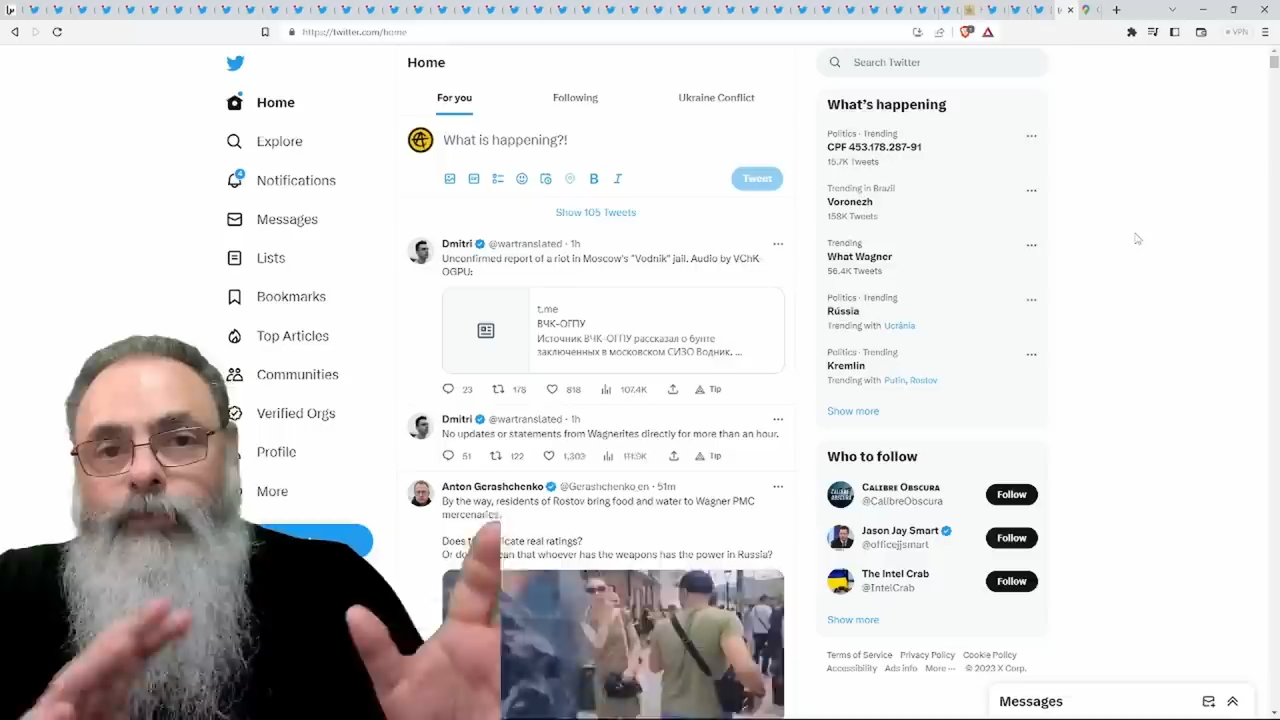 https://twitter.com/home
VPN
Home
Explore
4
Notifications
Messages
Lists
Bookmarks
Top Articles
Communities
Verified Orgs
Profile
More
Home
For you
Following
Ukraine Conflict
What is happening?!
B
I
Tweet
Show 105 Tweets
Dmitri @wartranslated · 1h
Unconfirmed report of a riot in Moscow's "Vodnik" jail. Audio by VChK-
OGPU:
t.me
ВЧК-ОГПУ
Источник ВЧК-ОГПУ рассказал о бунте
заключенных в московском СИЗО Водник. ...
23
178
818
107.4K
Tip
Dmitri @wartranslated · 1h
No updates or statements from Wagnerites directly for more than an hour.
51
122
1,303
Tip
Anton Gerashchenko @Gerashchenko_en · 51m
By the way, residents of Rostov bring food and water to Wagner PMC
mercenaries.
Does real ratings?
Or that whoever has the weapons has the power in Russia?
Search Twitter
What's happening
Politics · Trending
CPF 453.178.287-91
15.7K Tweets
Trending in Brazil
Voronezh
158K Tweets
Trending
What Wagner
56.4K Tweets
Politics · Trending
Rússia
Trending with Ucrânia
Politics · Trending
Kremlin
Trending with Putin, Rostov
Show more
Who to follow
Calibre Obscura
@CalibreObscura
Follow
Jason Jay Smart
@officejjsmart
Follow
The Intel Crab
@IntelCrab
Follow
Show more
Terms of Service Privacy Policy Cookie Policy
Accessibility Ads info More ··· © 2023 X Corp.
Messages